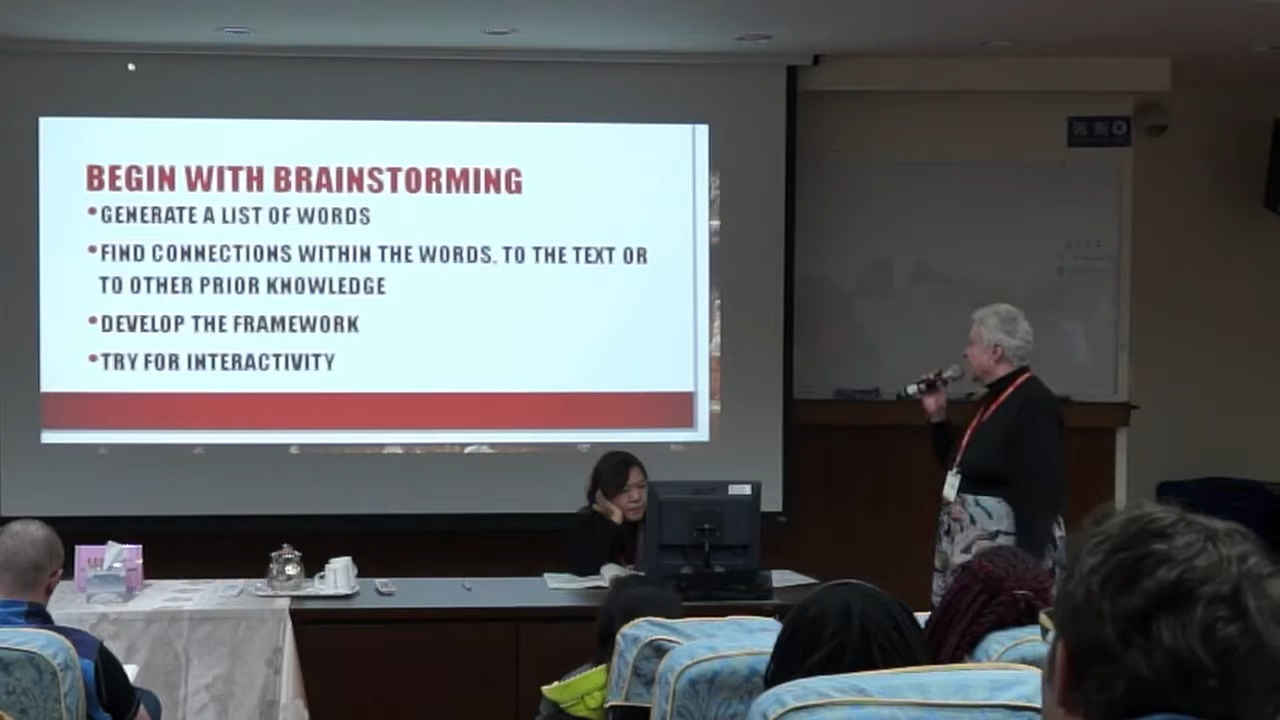 BEGIN WITH BRAINSTORMING
•GENERATE A LIST OF WORDS
•FIND CONNECTIONS WITHIN THE WORDS, TO THE TEXT OR
TO OTHER PRIOR KNOWLEDGE
•DEVELOP THE FRAMEWORK
•TRY FOR INTERACTIVITY